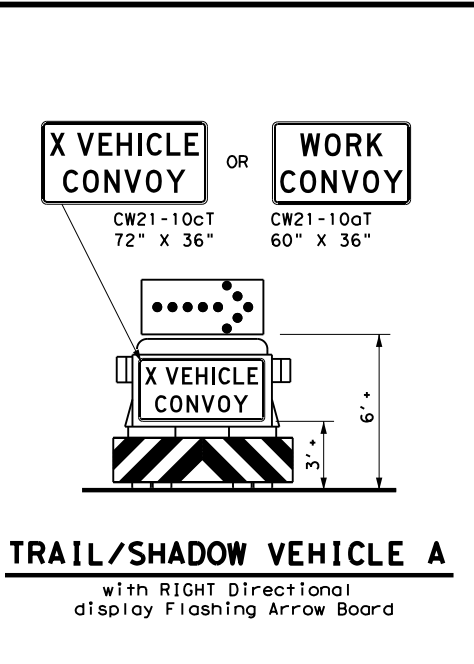 X VEHICLE
CONVOY
OR
WORK
CONVOY
CW21-10cT
72" X 36"
CW21-10aT
60" X 36"
X VEHICLE
CONVOY
6' +
3' +
TRAIL/SHADOW VEHICLE A
with RIGHT Directional
display Flashing Arrow Board